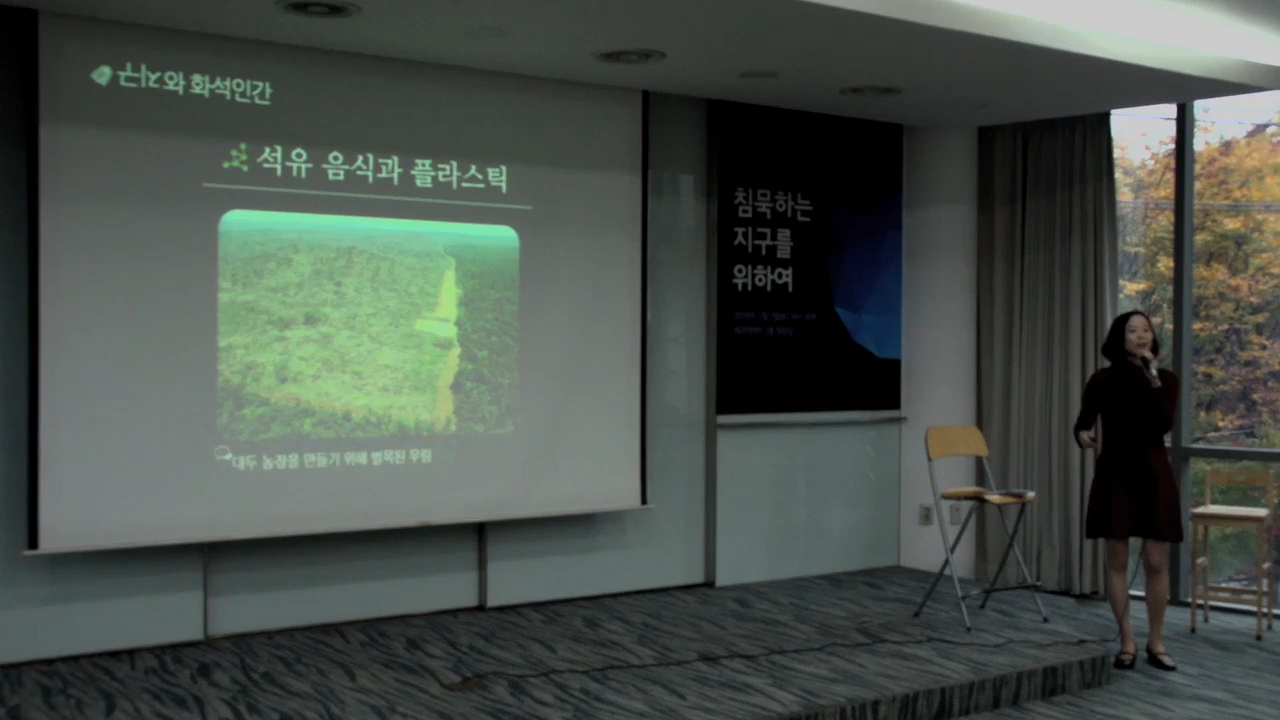 지구와 화석인간
석유 음식과 플라스틱
대두 농장을 만들기 위해 벌목된 우림
침묵하는
지구를
위하여